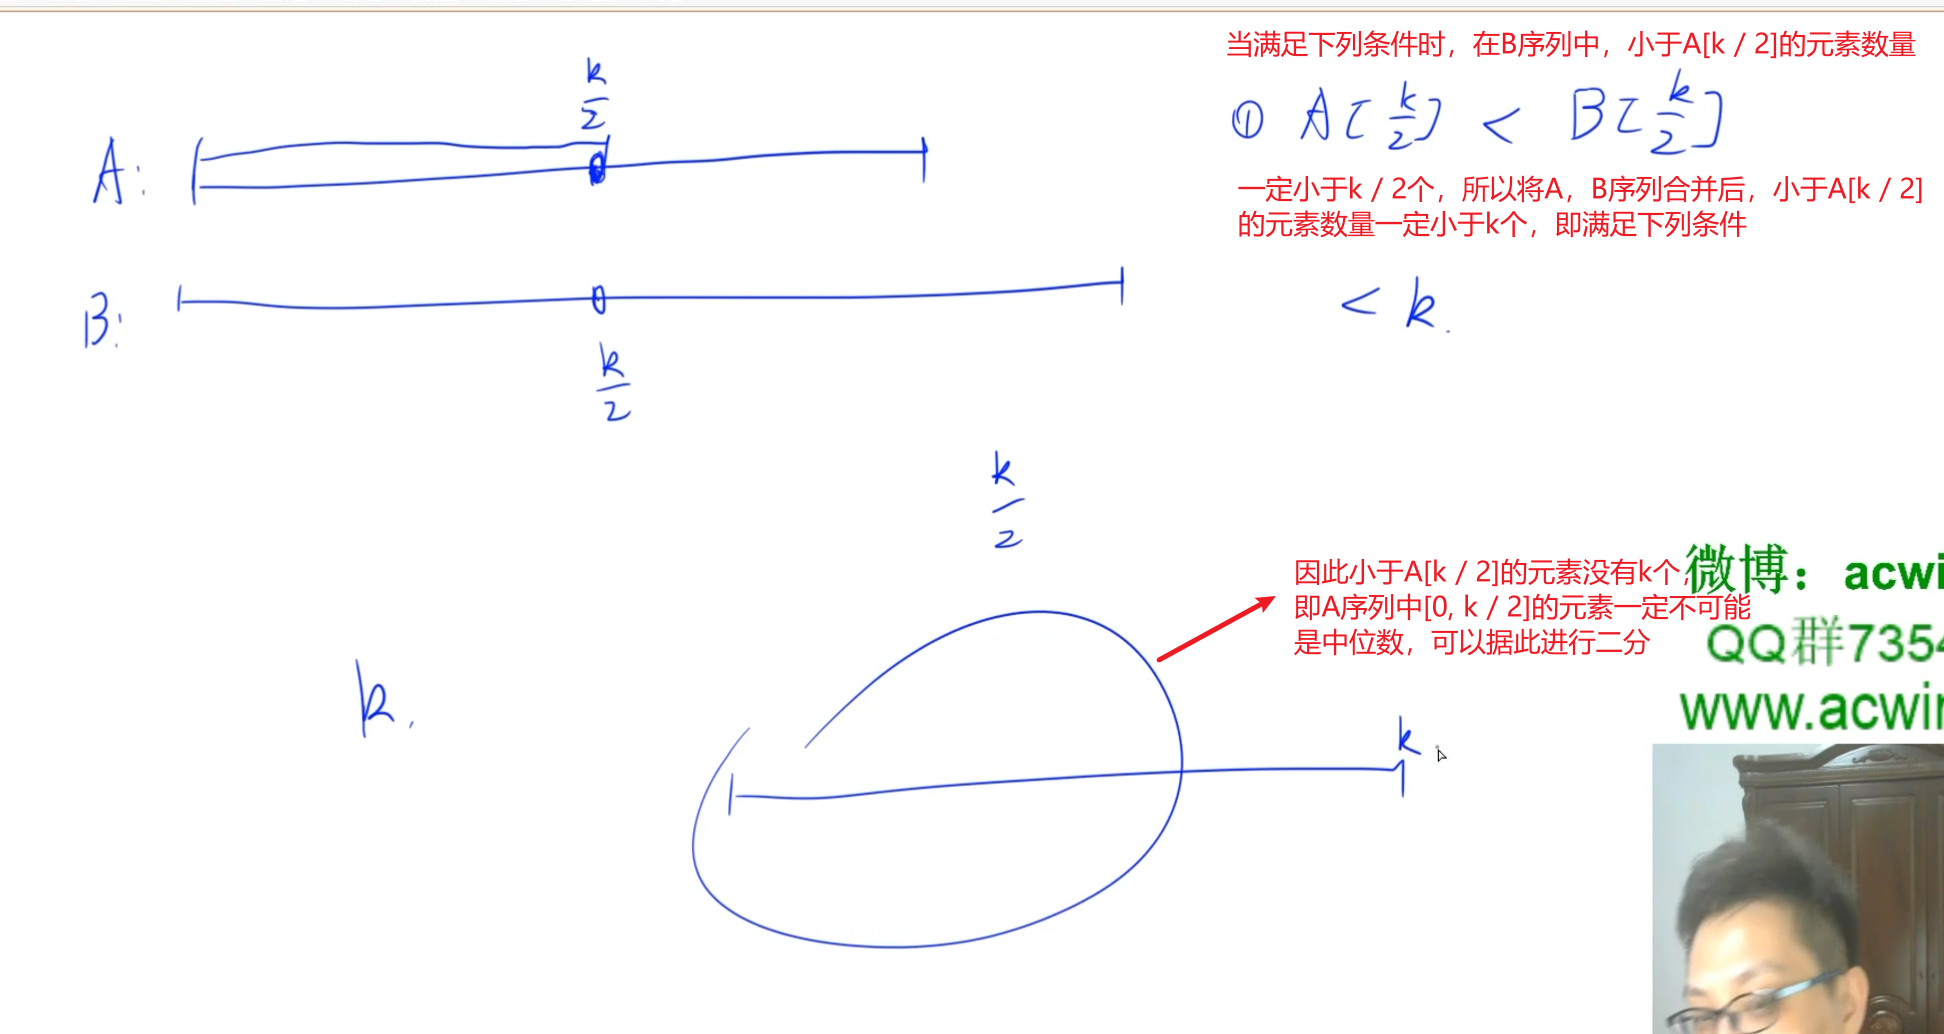 当满足下列条件时，在B序列中，小于A[k / 2]的元素数量
① A[k/2] < B[k/2]
一定小于k / 2个，所以将A，B序列合并后，小于A[k / 2]
的元素数量一定小于k个，即满足下列条件
< k.
k/2
A:
B:
k/2
k/2
因此小于A[k / 2]的元素没有k个，
即A序列中[0, k / 2]的元素一定不可能
是中位数，可以据此进行二分
微博：acwi
QQ群7354
www.acwin
k.
k